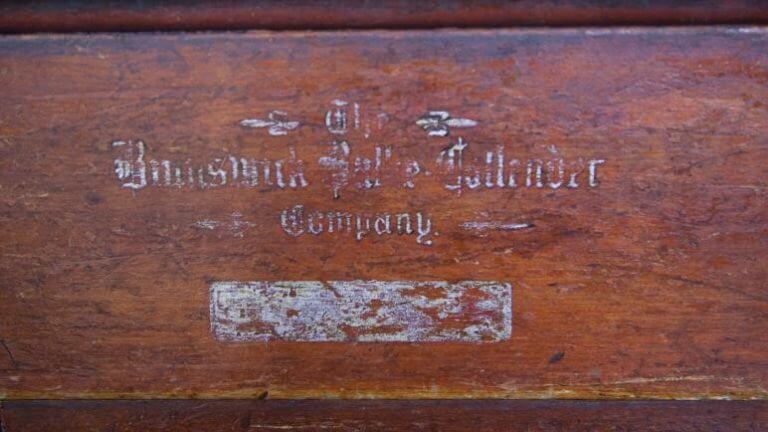 The
Brunswick Balke-Collender
Company.